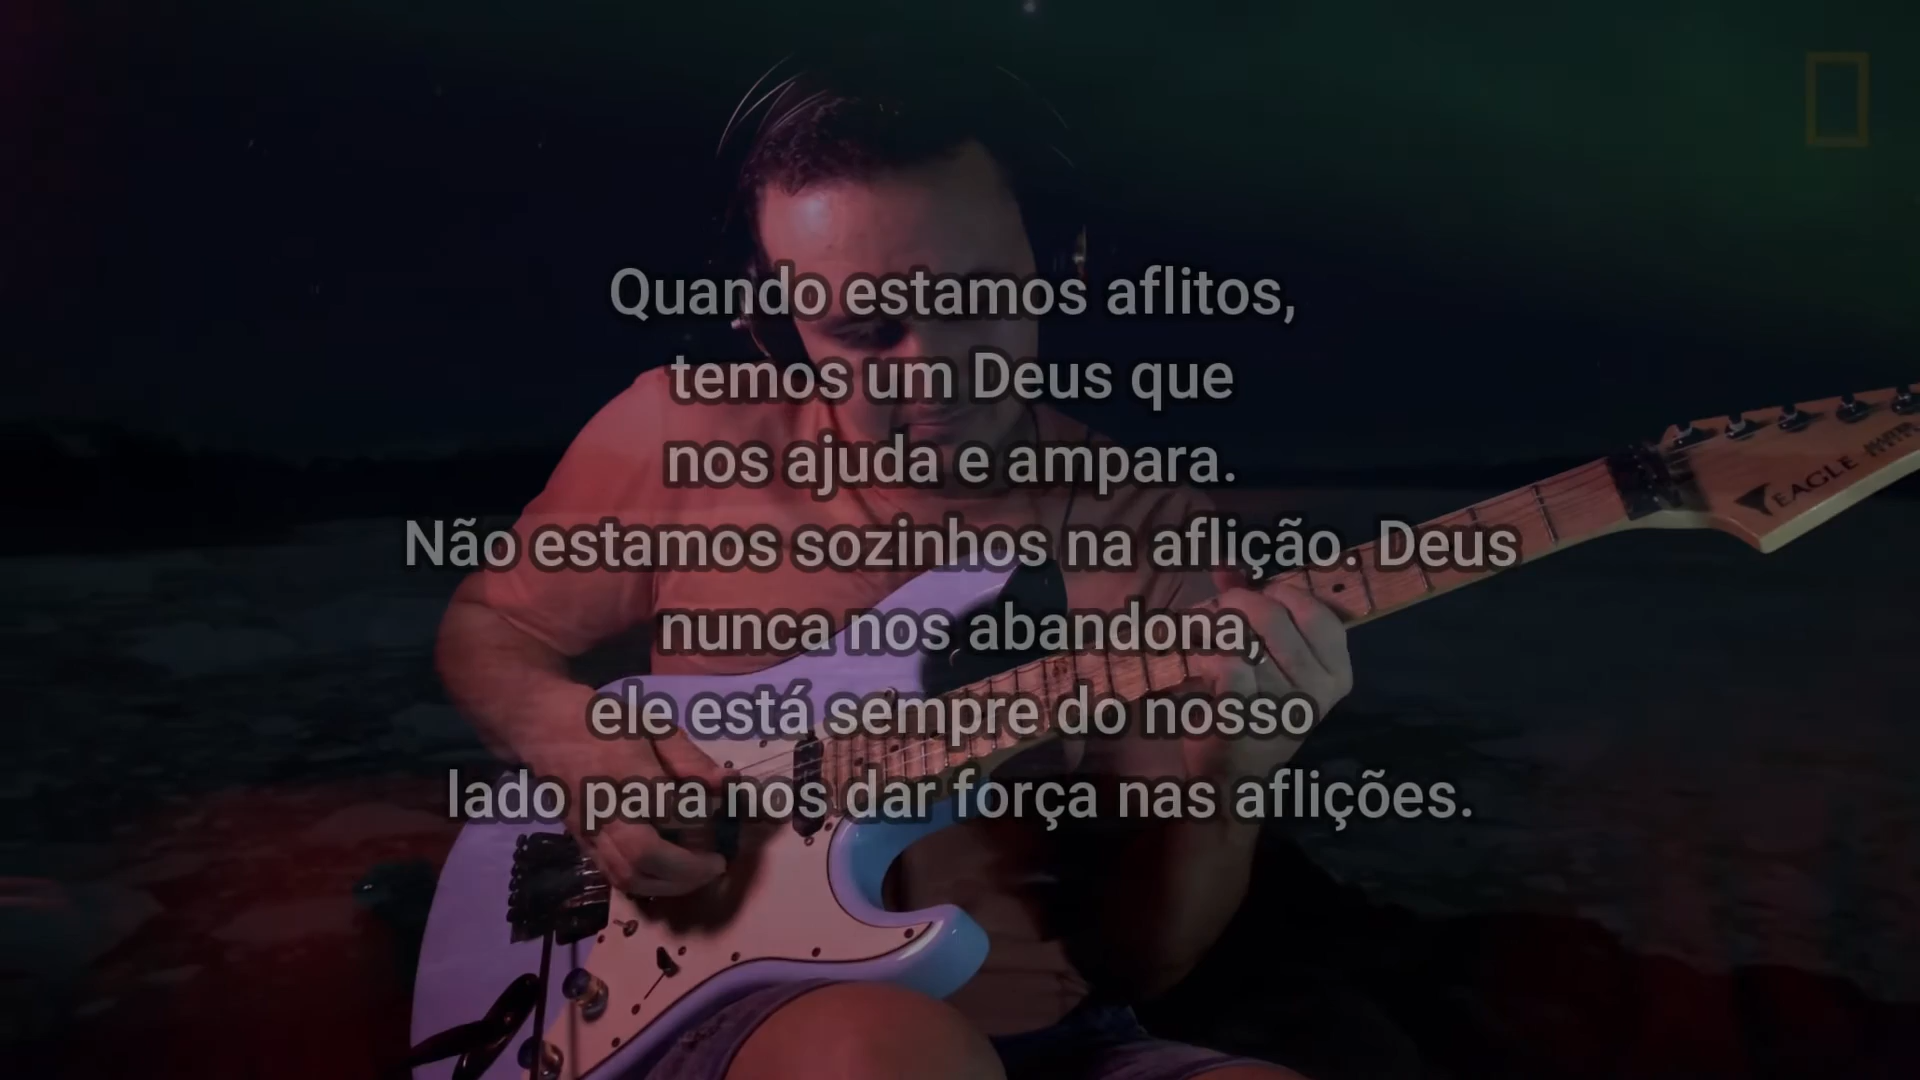 Quando estamos aflitos,
temos um Deus que
nos ajuda e ampara.
Não estamos sozinhos na aflição. Deus
nunca nos abandona,
ele está sempre do nosso
lado para nos dar força nas aflições.
EAGLE